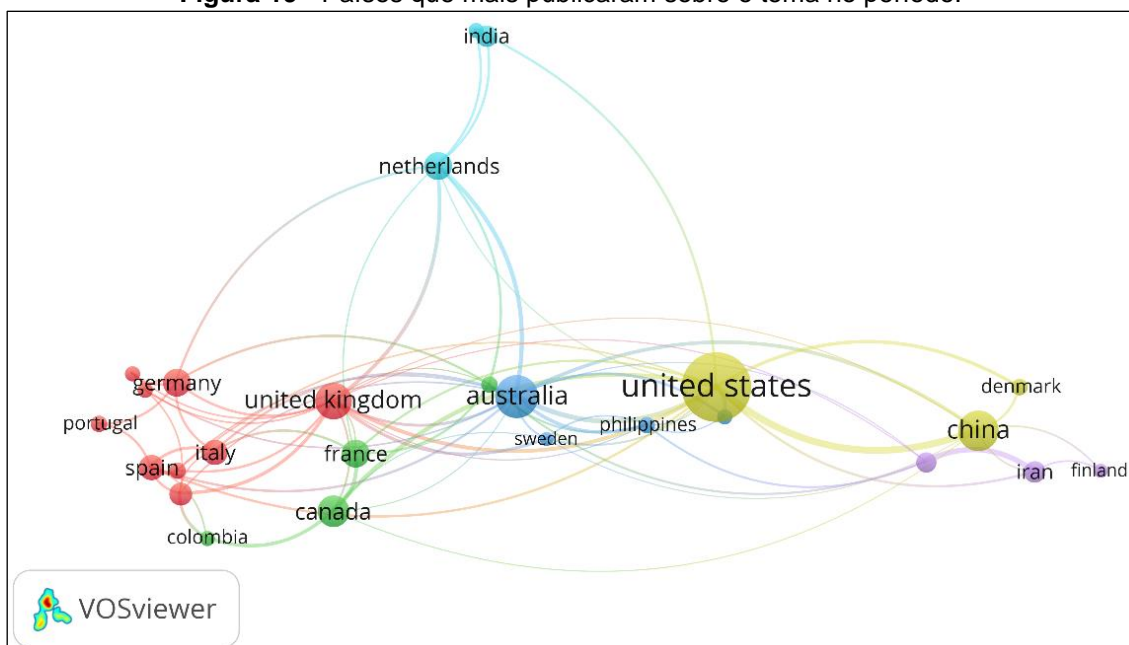 Figura 16 - Países que mais publicaram sobre o tema no período.
india
netherlands
germany
united kingdom
australia
united states
denmark
portugal
sweden
philippines
china
spain
italy
france
iran
finland
canada
colombia
VOSviewer